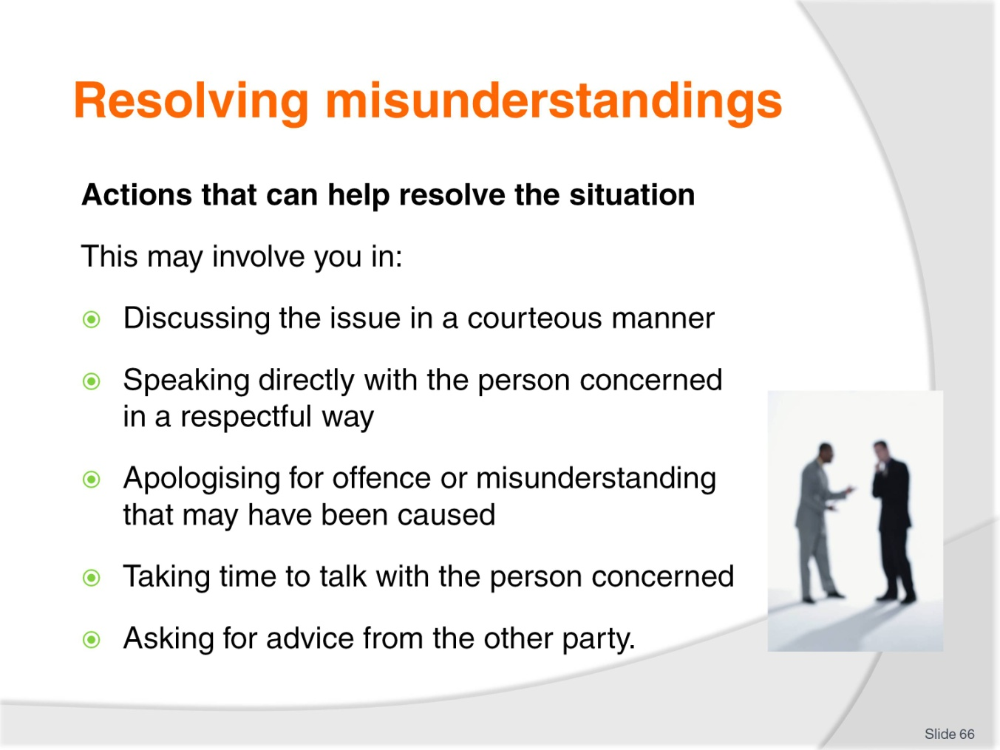 Resolving misunderstandings
Actions that can help resolve the situation
This may involve you in:
Discussing the issue in a courteous manner
Speaking directly with the person concerned
in a respectful way
Apologising for offence or misunderstanding
that may have been caused
Taking time to talk with the person concerned
Asking for advice from the other party.
Slide 66